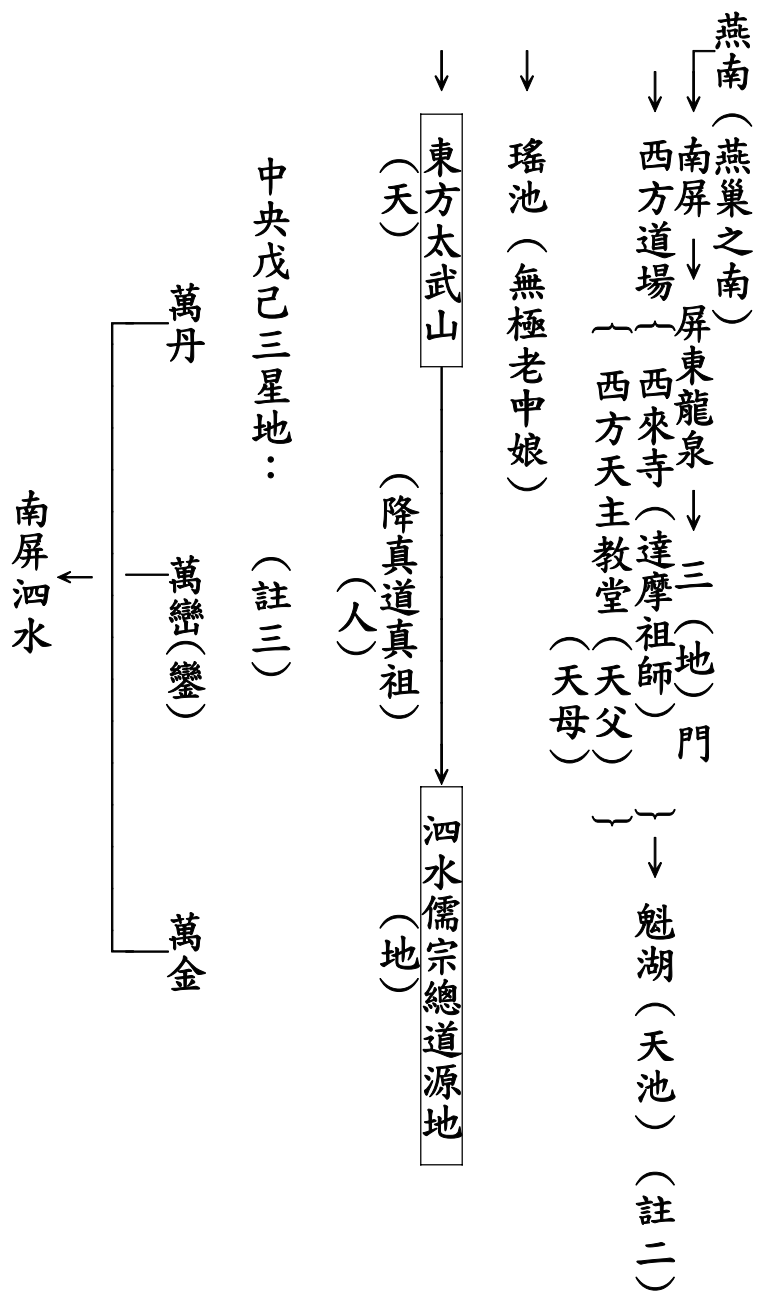 燕南（燕巢之南）
南屏→屏東龍泉→三（地）門
西方道場
西來寺（達摩祖師）
→魁湖（天池）（註二）
西方天主教堂（天父）
（天母）
瑤池（無極老𰀁娘）
東方太武山
（天）
（降真道真祖）
（人）
泗水儒宗總道源地
（地）
中央戊己三星地：（註三）
萬丹
萬巒（鑾）
萬金
南屏泗水